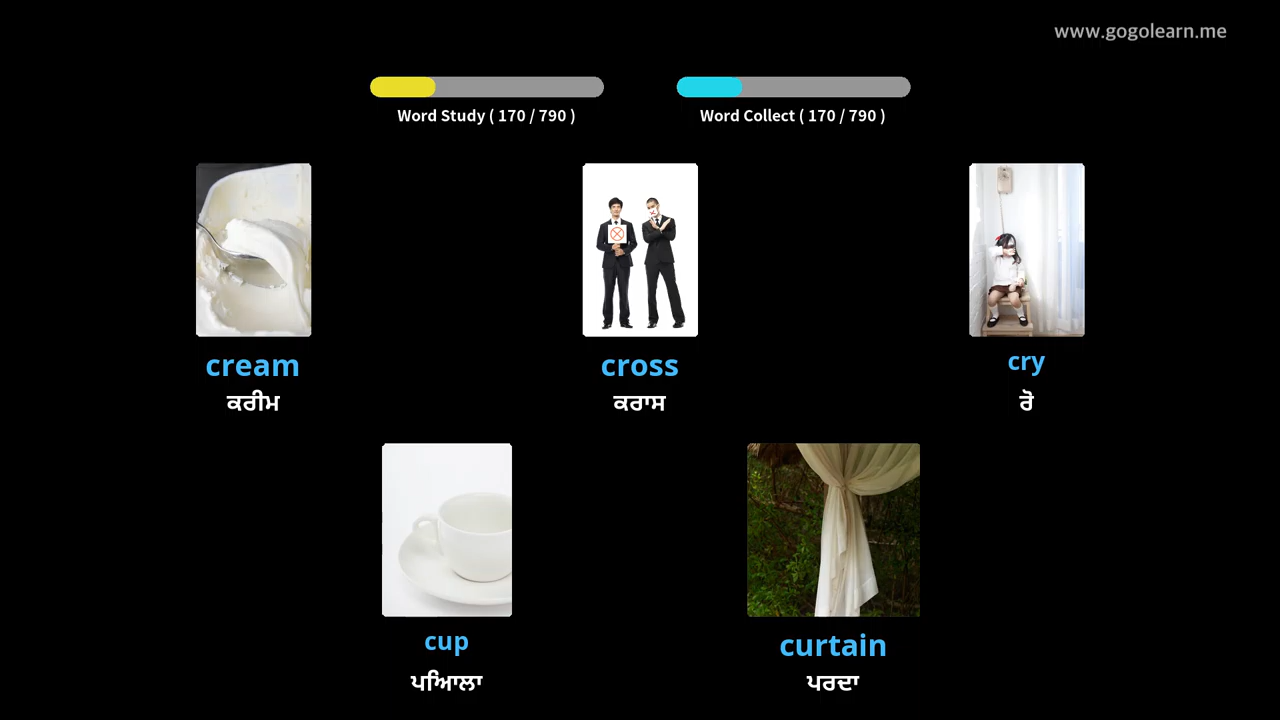 www.gogolearn.me
Word Study ( 170 / 790 )
Word Collect ( 170 / 790 )
cream
ਕਰੀਮ
cross
ਕਰਾਸ
cry
ਰੋ
cup
ਪਿਆਲਾ
curtain
ਪਰਦਾ